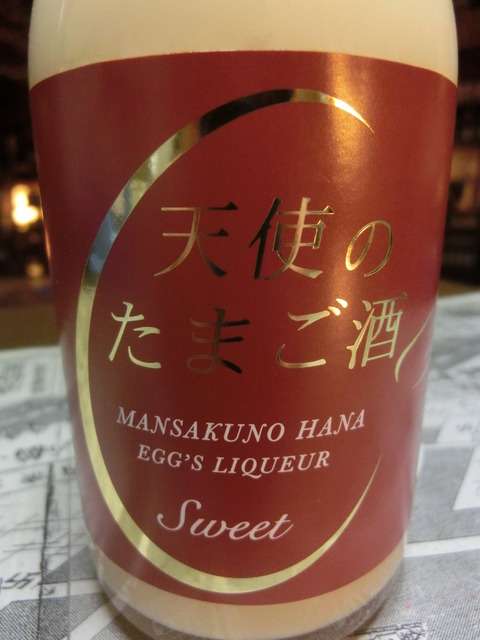 天使の
たまご酒
MANSAKUNO HANA
EGG'S LIQUEUR
Sweet